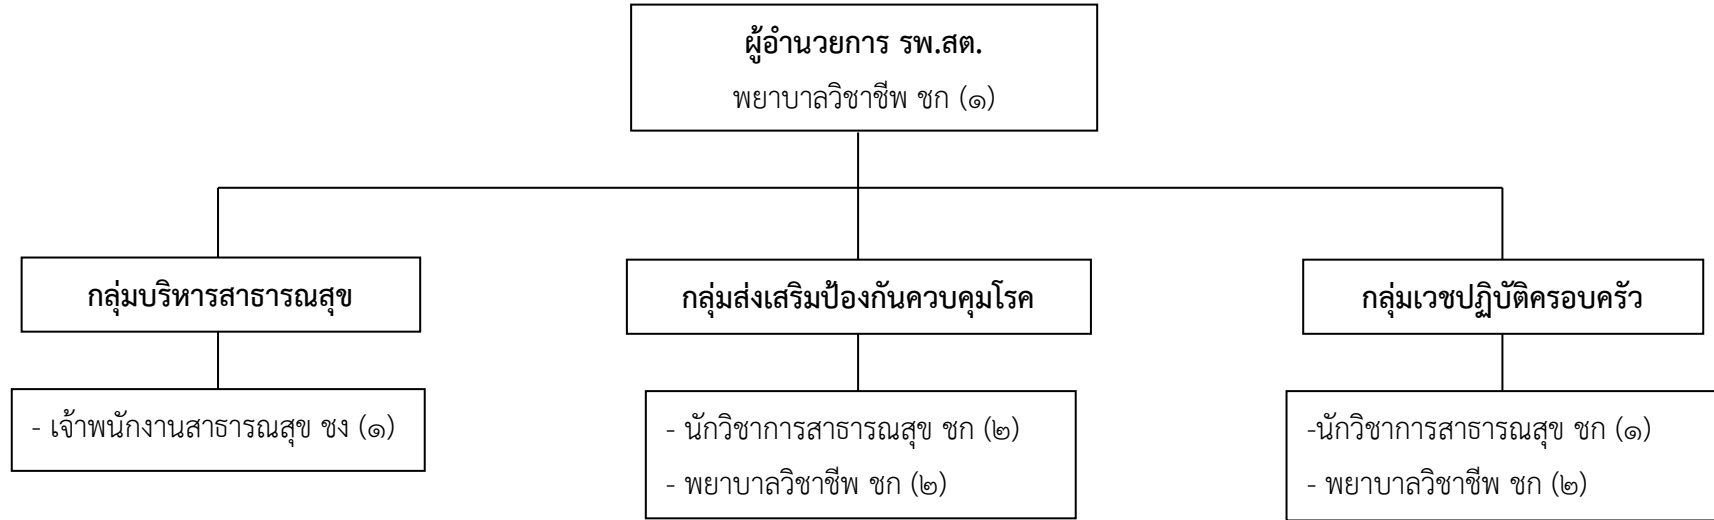 ผู้อำนวยการ รพ.สต.
พยาบาลวิชาชีพ ชก (๑)
กลุ่มบริหารสาธารณสุข
- เจ้าพนักงานสาธารณสุข ชง (๑)
กลุ่มส่งเสริมป้องกันควบคุมโรค
- นักวิชาการสาธารณสุข ชก (๒)
- พยาบาลวิชาชีพ ชก (๒)
กลุ่มเวชปฏิบัติครอบครัว
-นักวิชาการสาธารณสุข ชก (๑)
- พยาบาลวิชาชีพ ชก (๒)